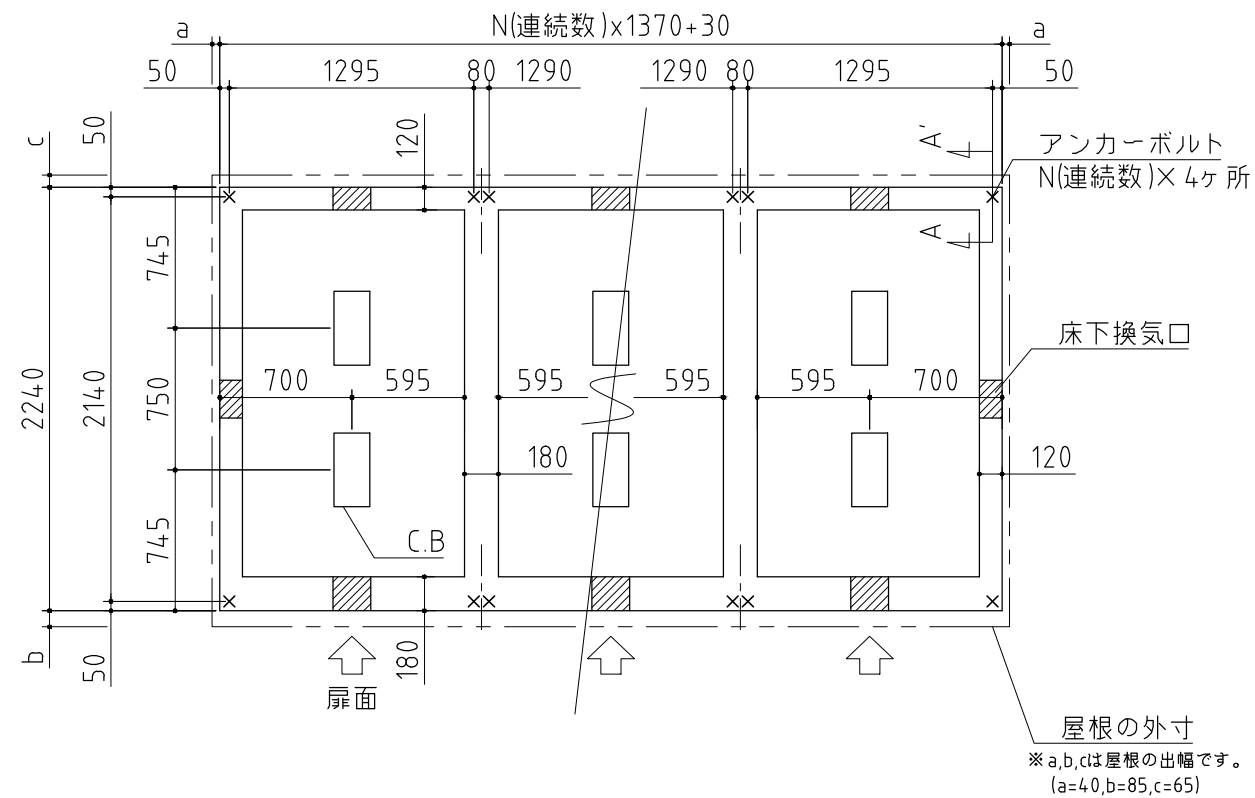 a
N(連続数)x1370+30
a
50
1295
80
1290
1290
80
1295
50
c
50
120
A'
アンカーボルト
N(連続数)× 4ヶ所
745
A
床下換気口
2240
2140
750
700
595
595
595
595
700
180
120
745
C.B
b
50
180
扉面
屋根の外寸
※a,b,cは屋根の出幅です。
(a=40,b=85,c=65)